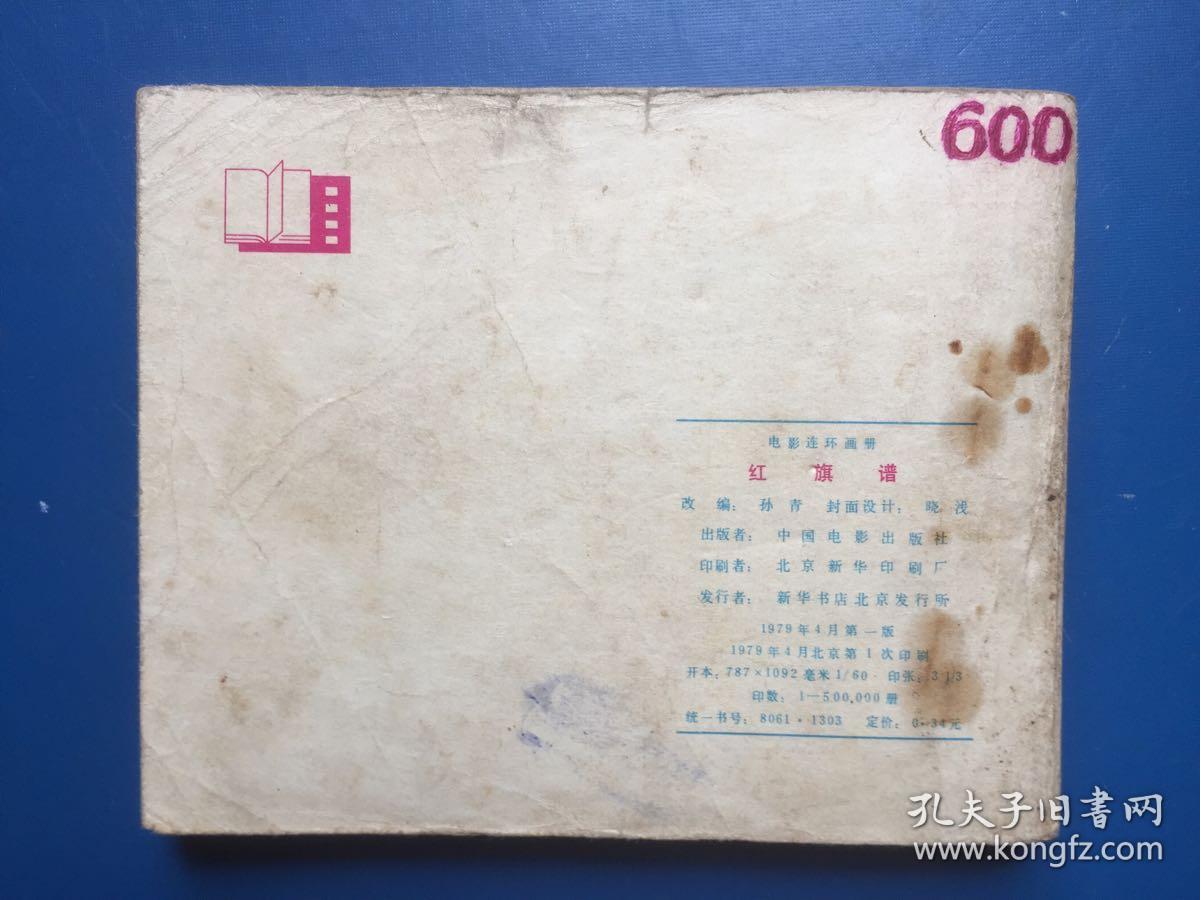 600
电影连环画册
红旗谱
改编：孙青 封面设计：晓浅
出版者：中国电影出版社
印刷者：北京新华印刷厂
发行者：新华书店北京发行所
1979年4月第一版
1979年4月北京第1次印刷
开本：787×1092毫米1/60·印张：3 1/3
印数：1—500,000册
统一书号：8061·1303 定价：0·34元
孔夫子旧书网
www.kongfz.com